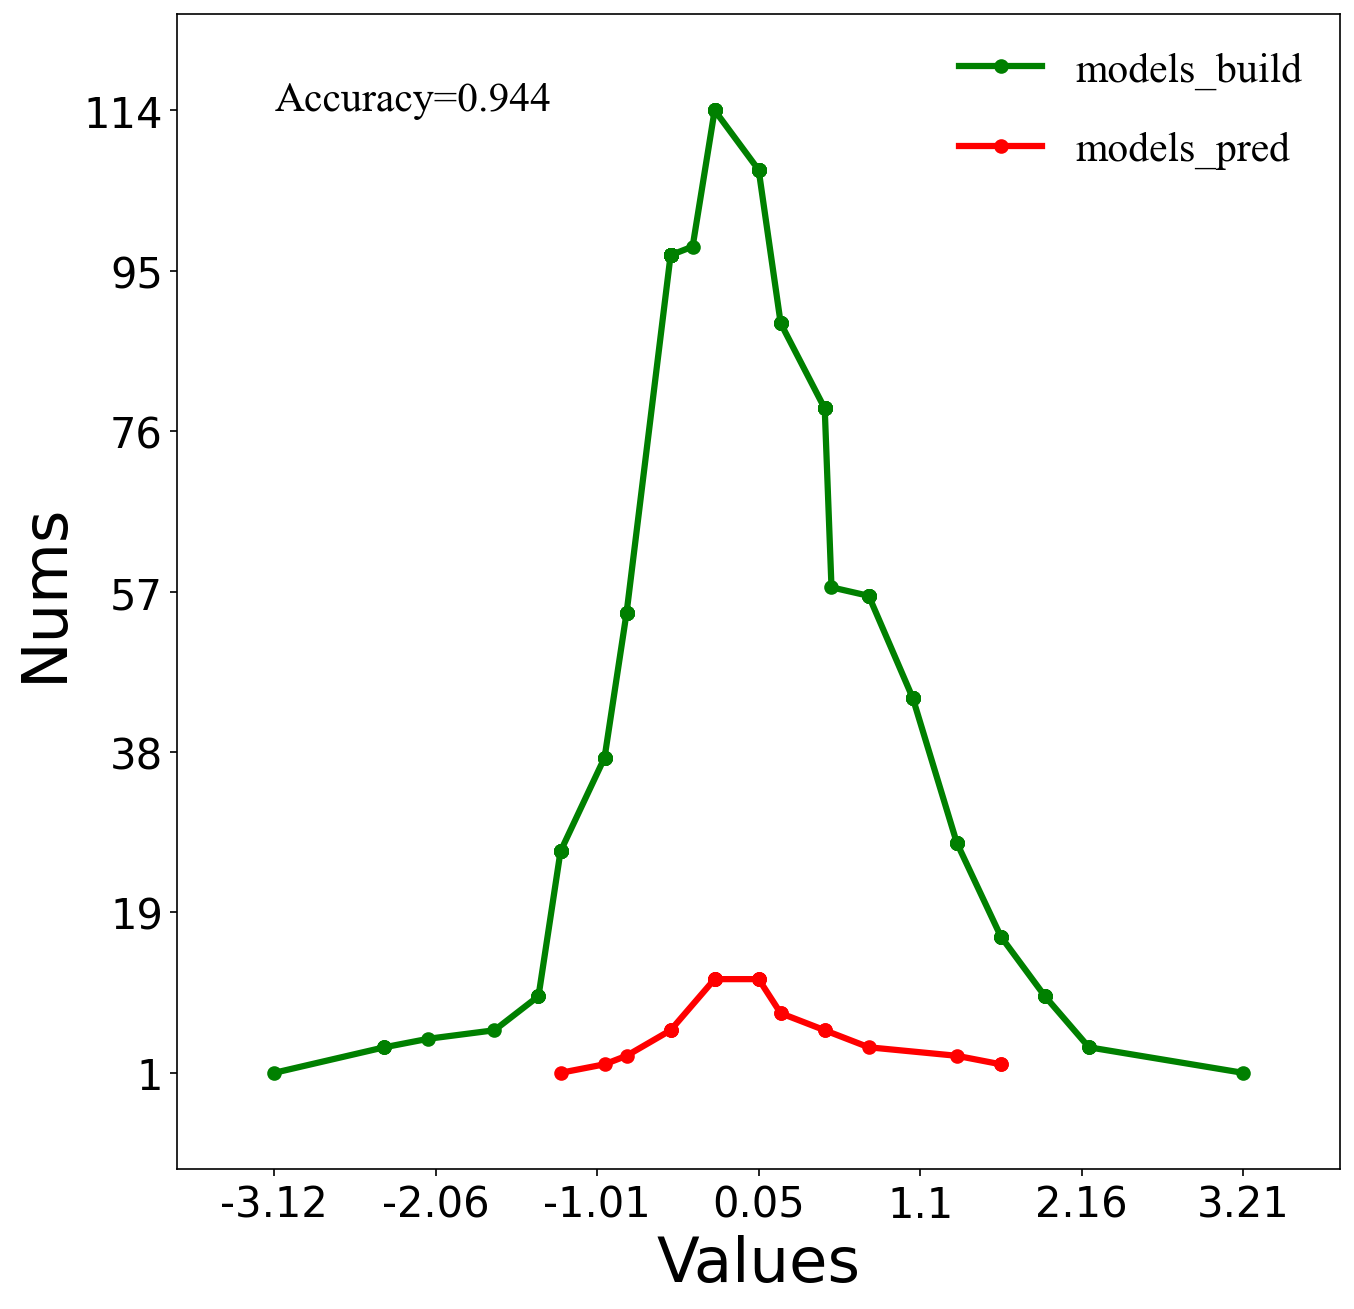 Accuracy=0.944
models_build
models_pred
114
95
76
57
38
19
1
Nums
-3.12
-2.06
-1.01
0.05
1.1
2.16
3.21
Values